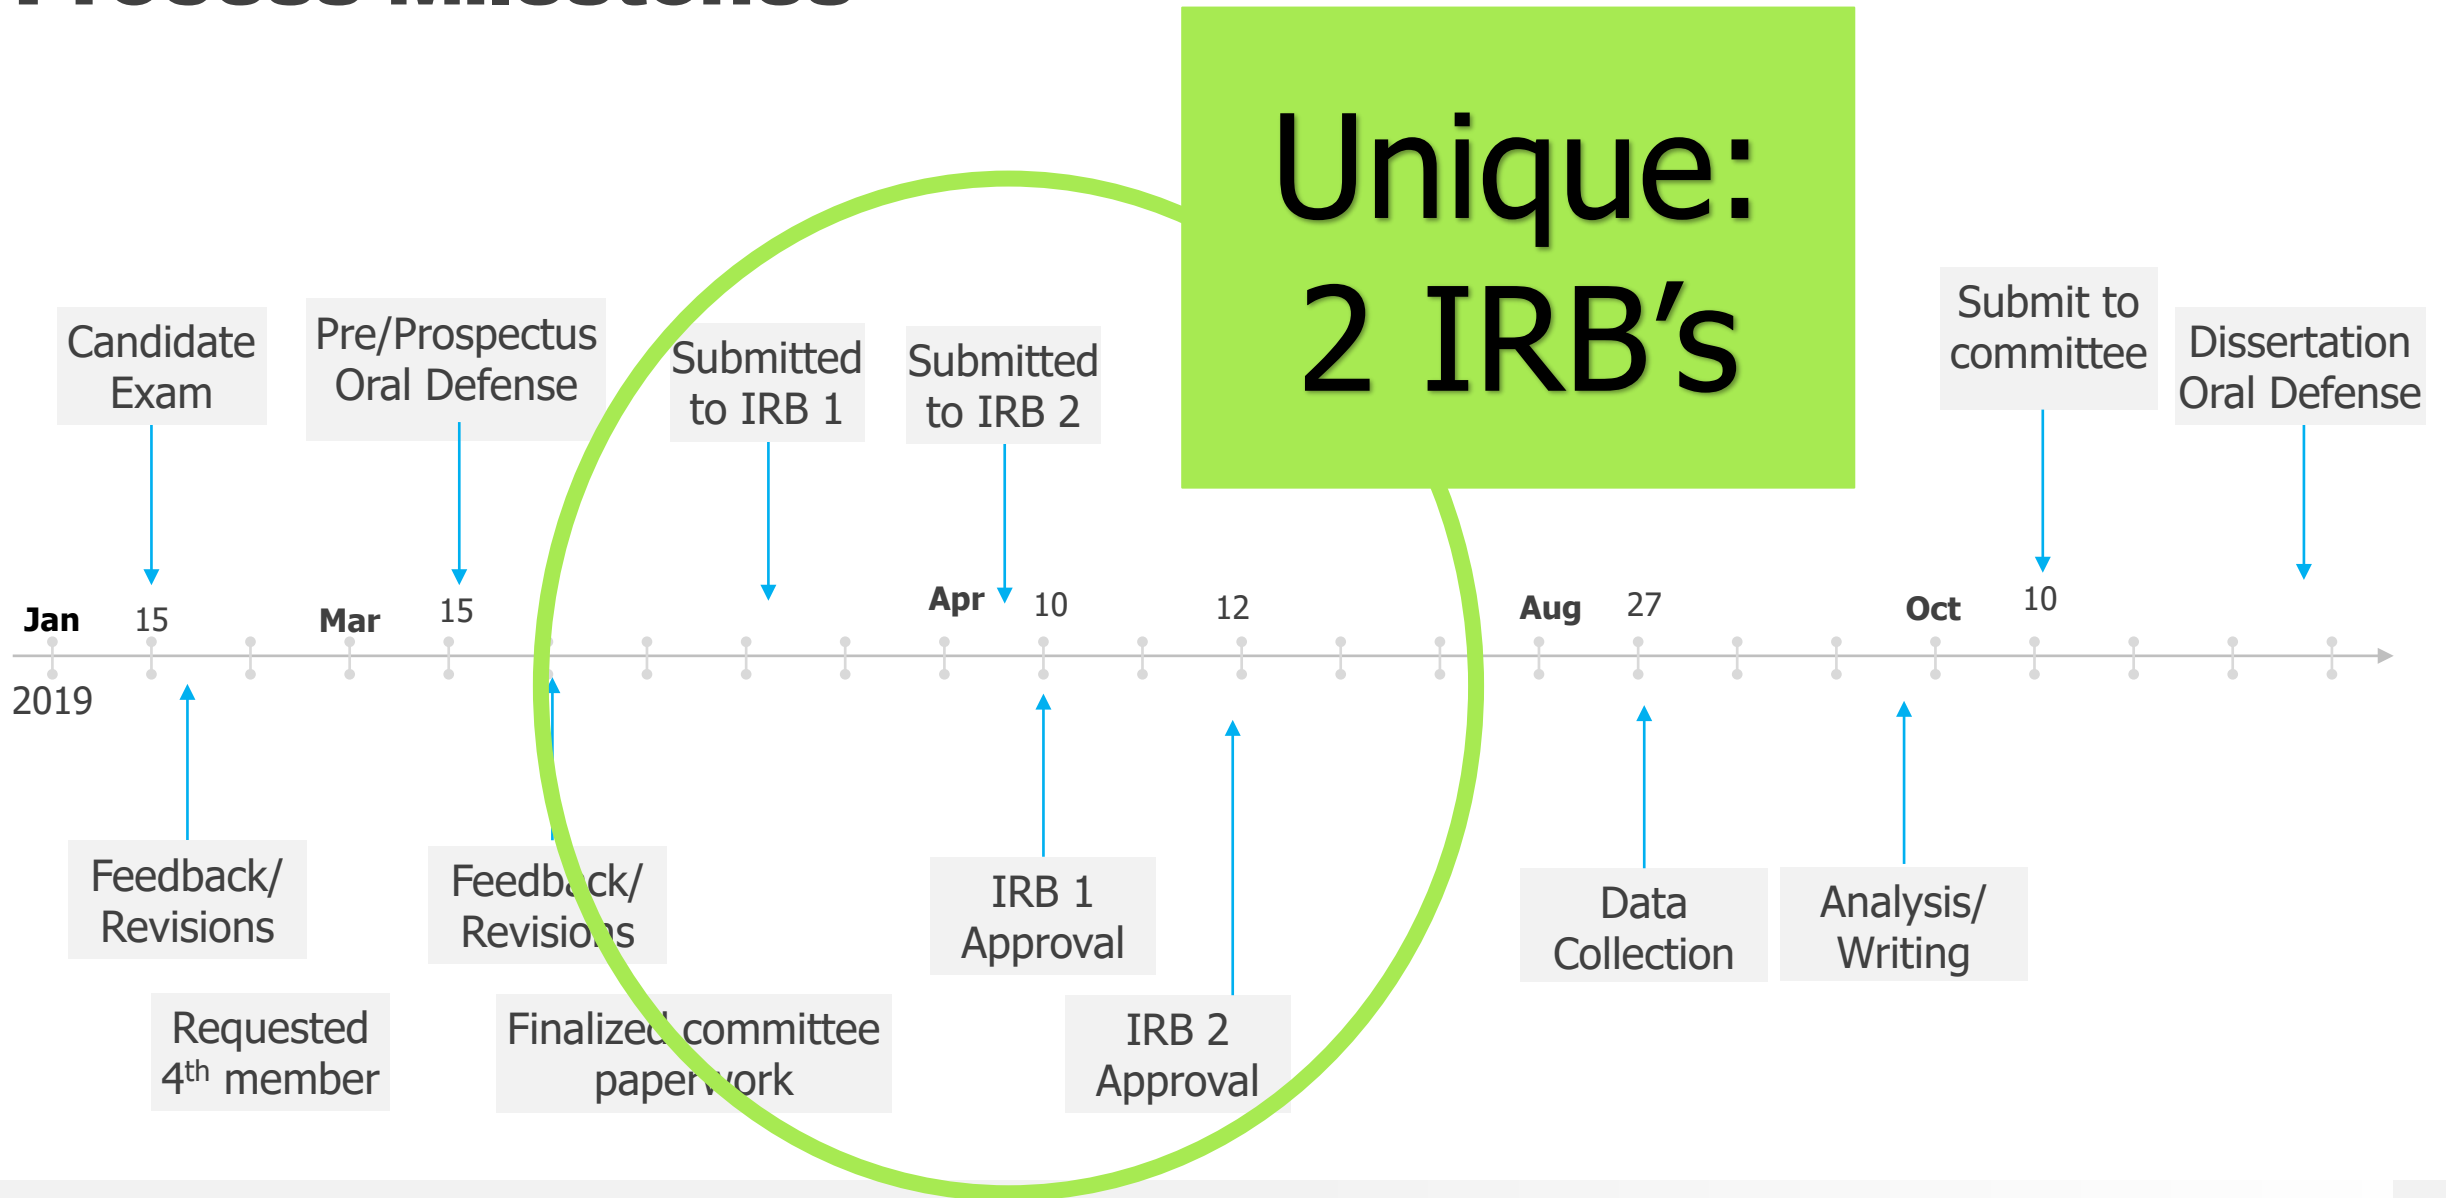 Process Milestones
Unique:
2 IRB’s
Candidate
Exam
Pre/Prospectus
Oral Defense
Submitted
to IRB 1
Submitted
to IRB 2
Submit to
committee
Dissertation
Oral Defense
Jan 15 Mar 15 Apr 10 12 Aug 27 Oct 10
2019
Feedback/
Revisions
Requested
4th member
Feedback/
Revisions
Finalized committee
paperwork
IRB 1
Approval
IRB 2
Approval
Data
Collection
Analysis/
Writing